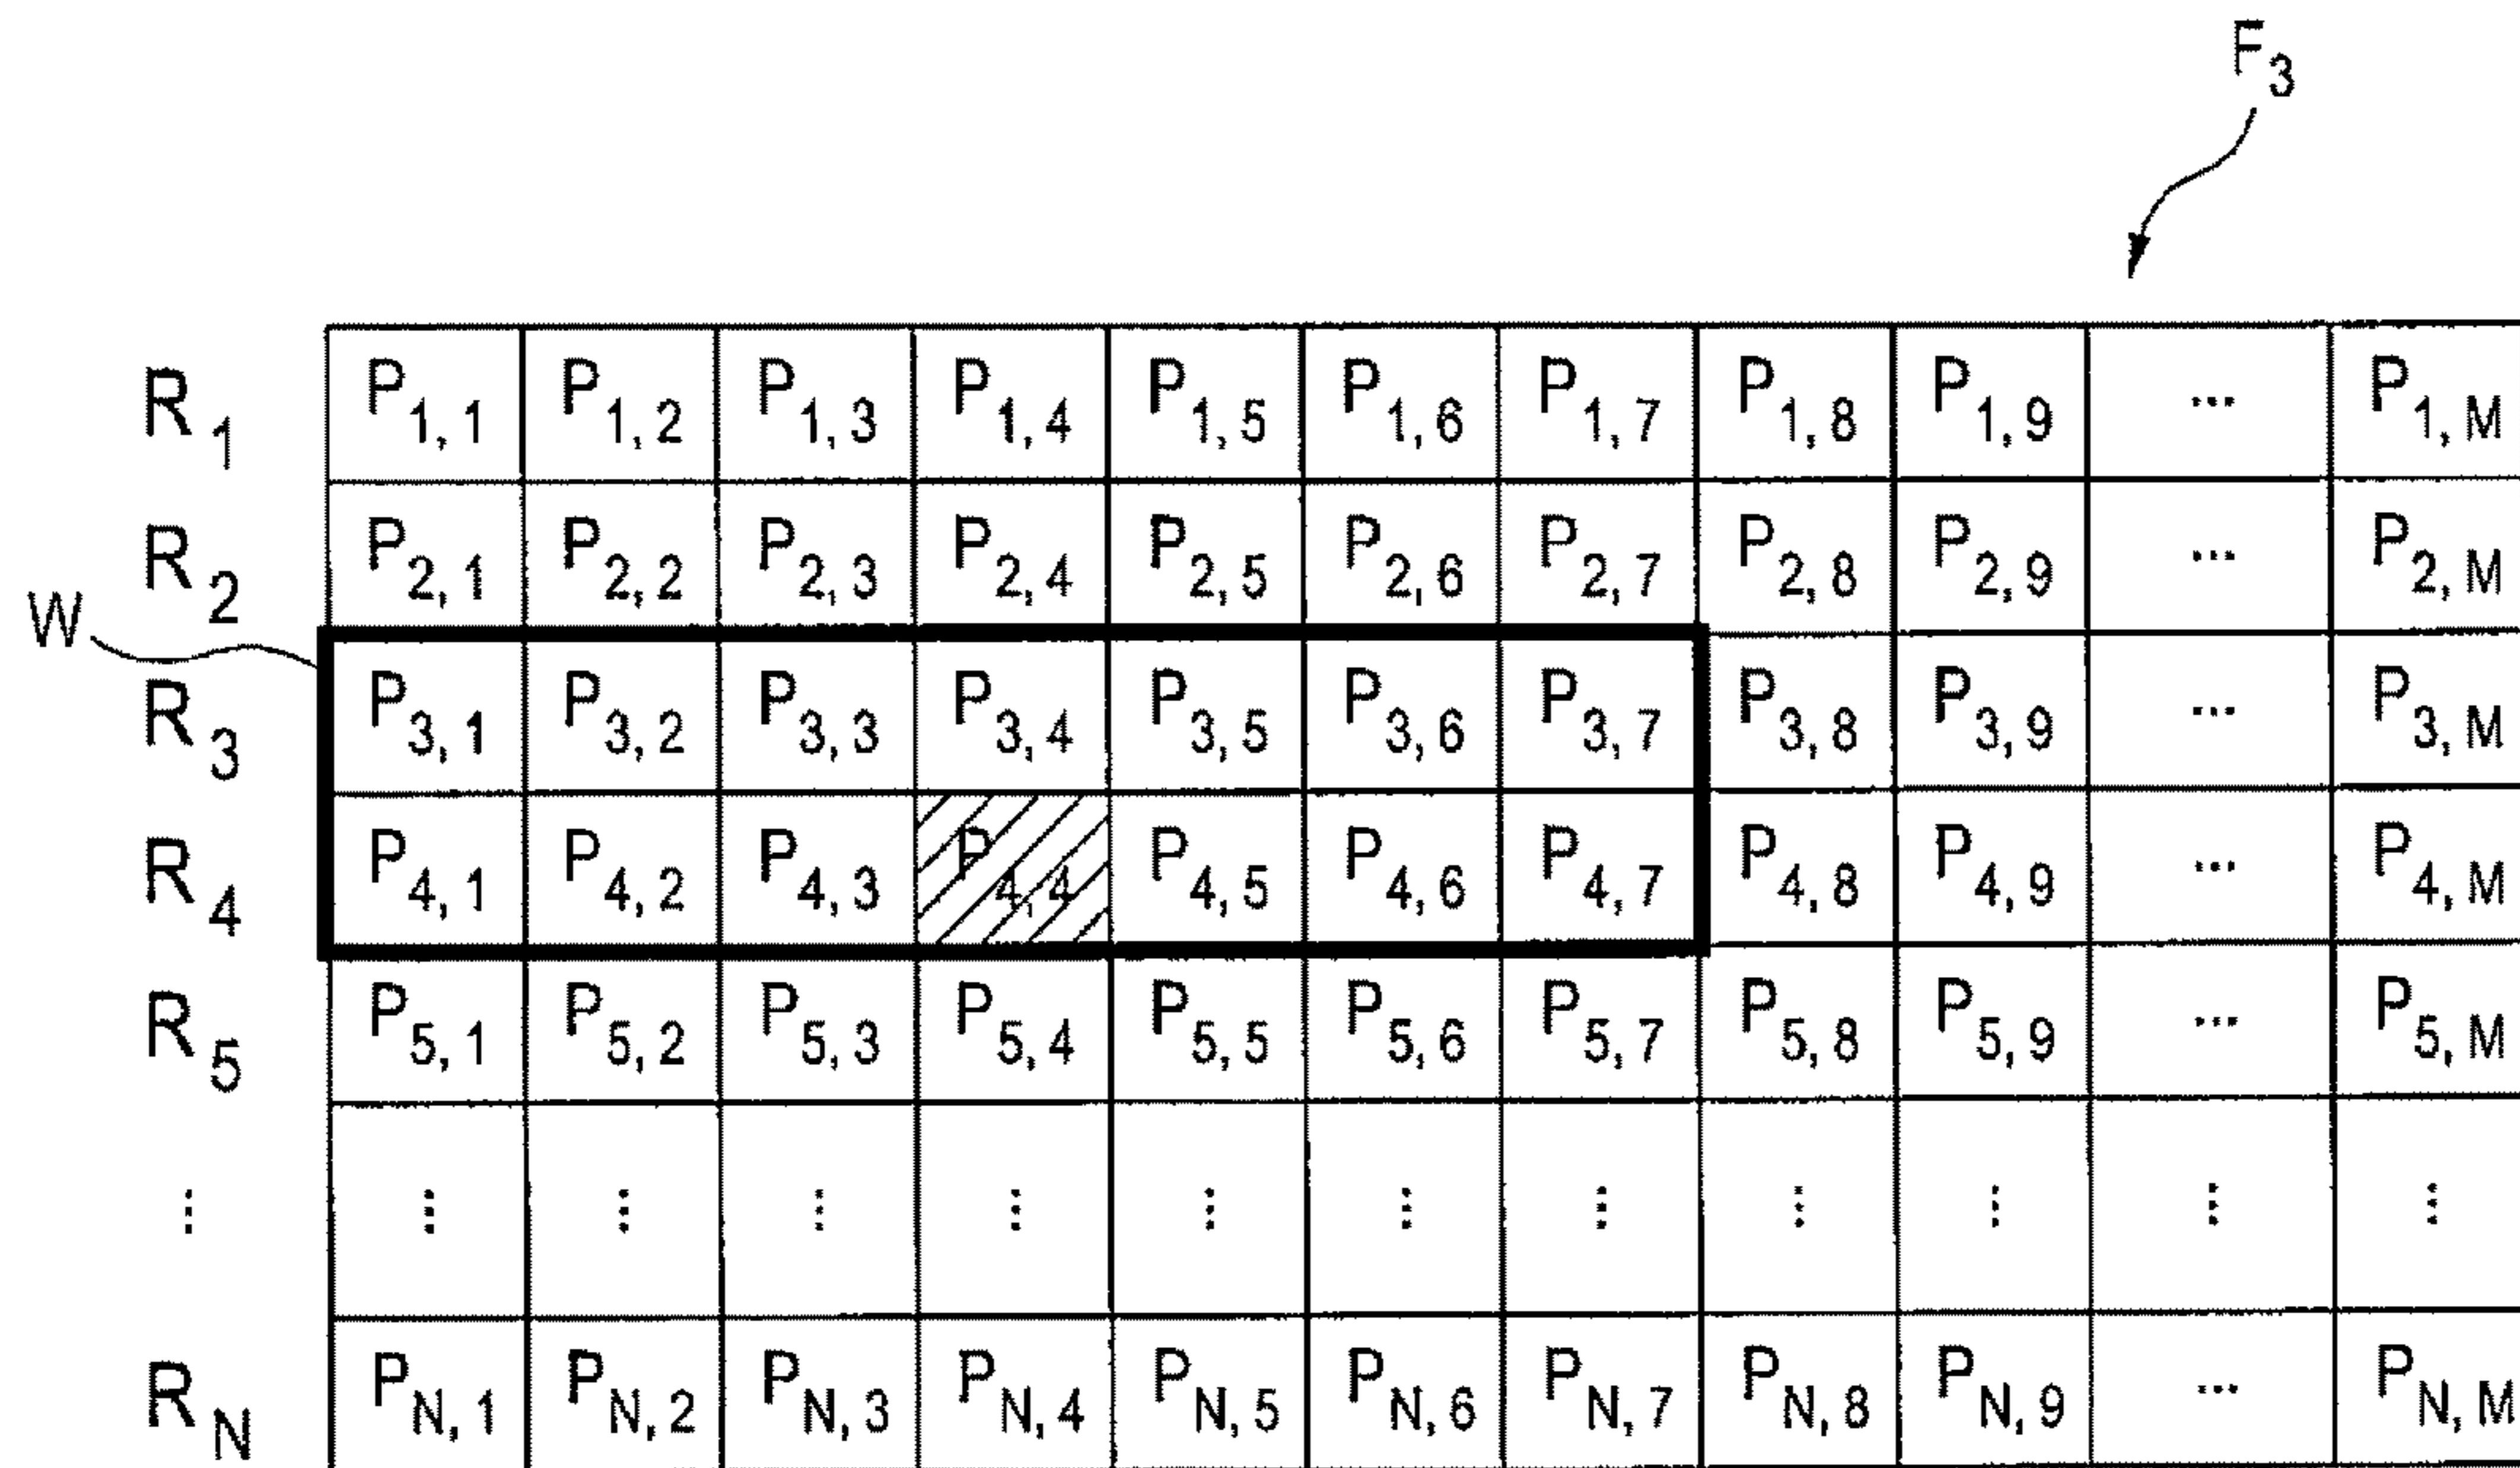 F3
R1 P1,1 P1,2 P1,3 P1,4 P1,5 P1,6 P1,7 P1,8 P1,9 ... P1,M
R2 P2,1 P2,2 P2,3 P2,4 P2,5 P2,6 P2,7 P2,8 P2,9 ... P2,M
W
R3 P3,1 P3,2 P3,3 P3,4 P3,5 P3,6 P3,7 P3,8 P3,9 ... P3,M
R4 P4,1 P4,2 P4,3 P4,4 P4,5 P4,6 P4,7 P4,8 P4,9 ... P4,M
R5 P5,1 P5,2 P5,3 P5,4 P5,5 P5,6 P5,7 P5,8 P5,9 ... P5,M
⋮ ⋮ ⋮ ⋮ ⋮ ⋮ ⋮ ⋮ ⋮ ⋮ ⋮ ⋮
RN PN,1 PN,2 PN,3 PN,4 PN,5 PN,6 PN,7 PN,8 PN,9 ... PN,M